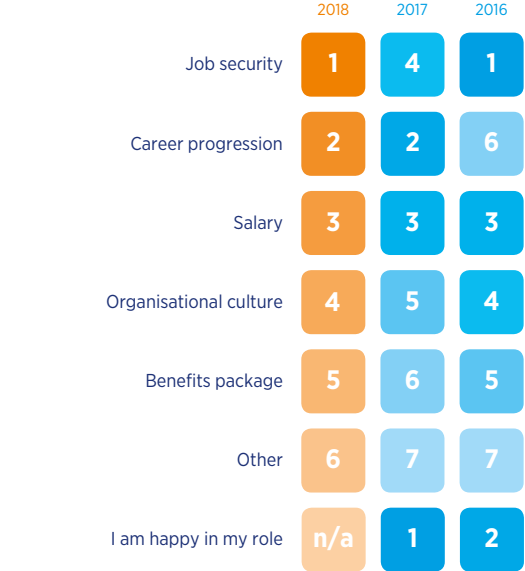 2018 2017 2016
Job security 1 4 1
Career progression 2 2 6
Salary 3 3 3
Organisational culture 4 5 4
Benefits package 5 6 5
Other 6 7 7
I am happy in my role n/a 1 2